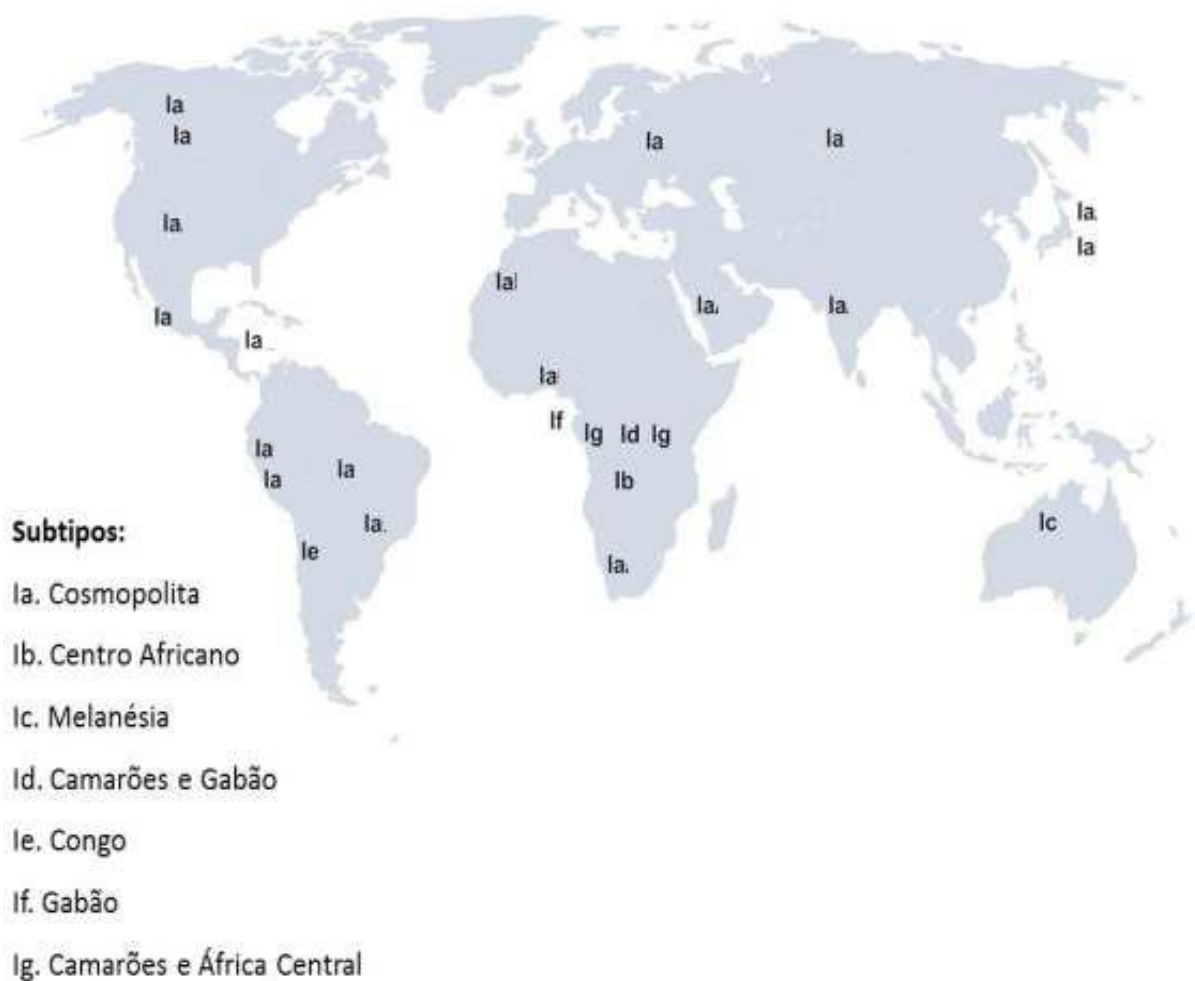 Ia
Ia
Ia
Ia
Ia
Ia
Ia
Ia
Ia
Ia
Ia
Ia
Ia
Ia
If
Ig Id Ig
Ia
Ia
Ia
Ib
Ia
Ic
Ie
Ia
Subtipos:
Ia. Cosmopolita
Ib. Centro Africano
Ic. Melanésia
Id. Camarões e Gabão
Ie. Congo
If. Gabão
Ig. Camarões e África Central